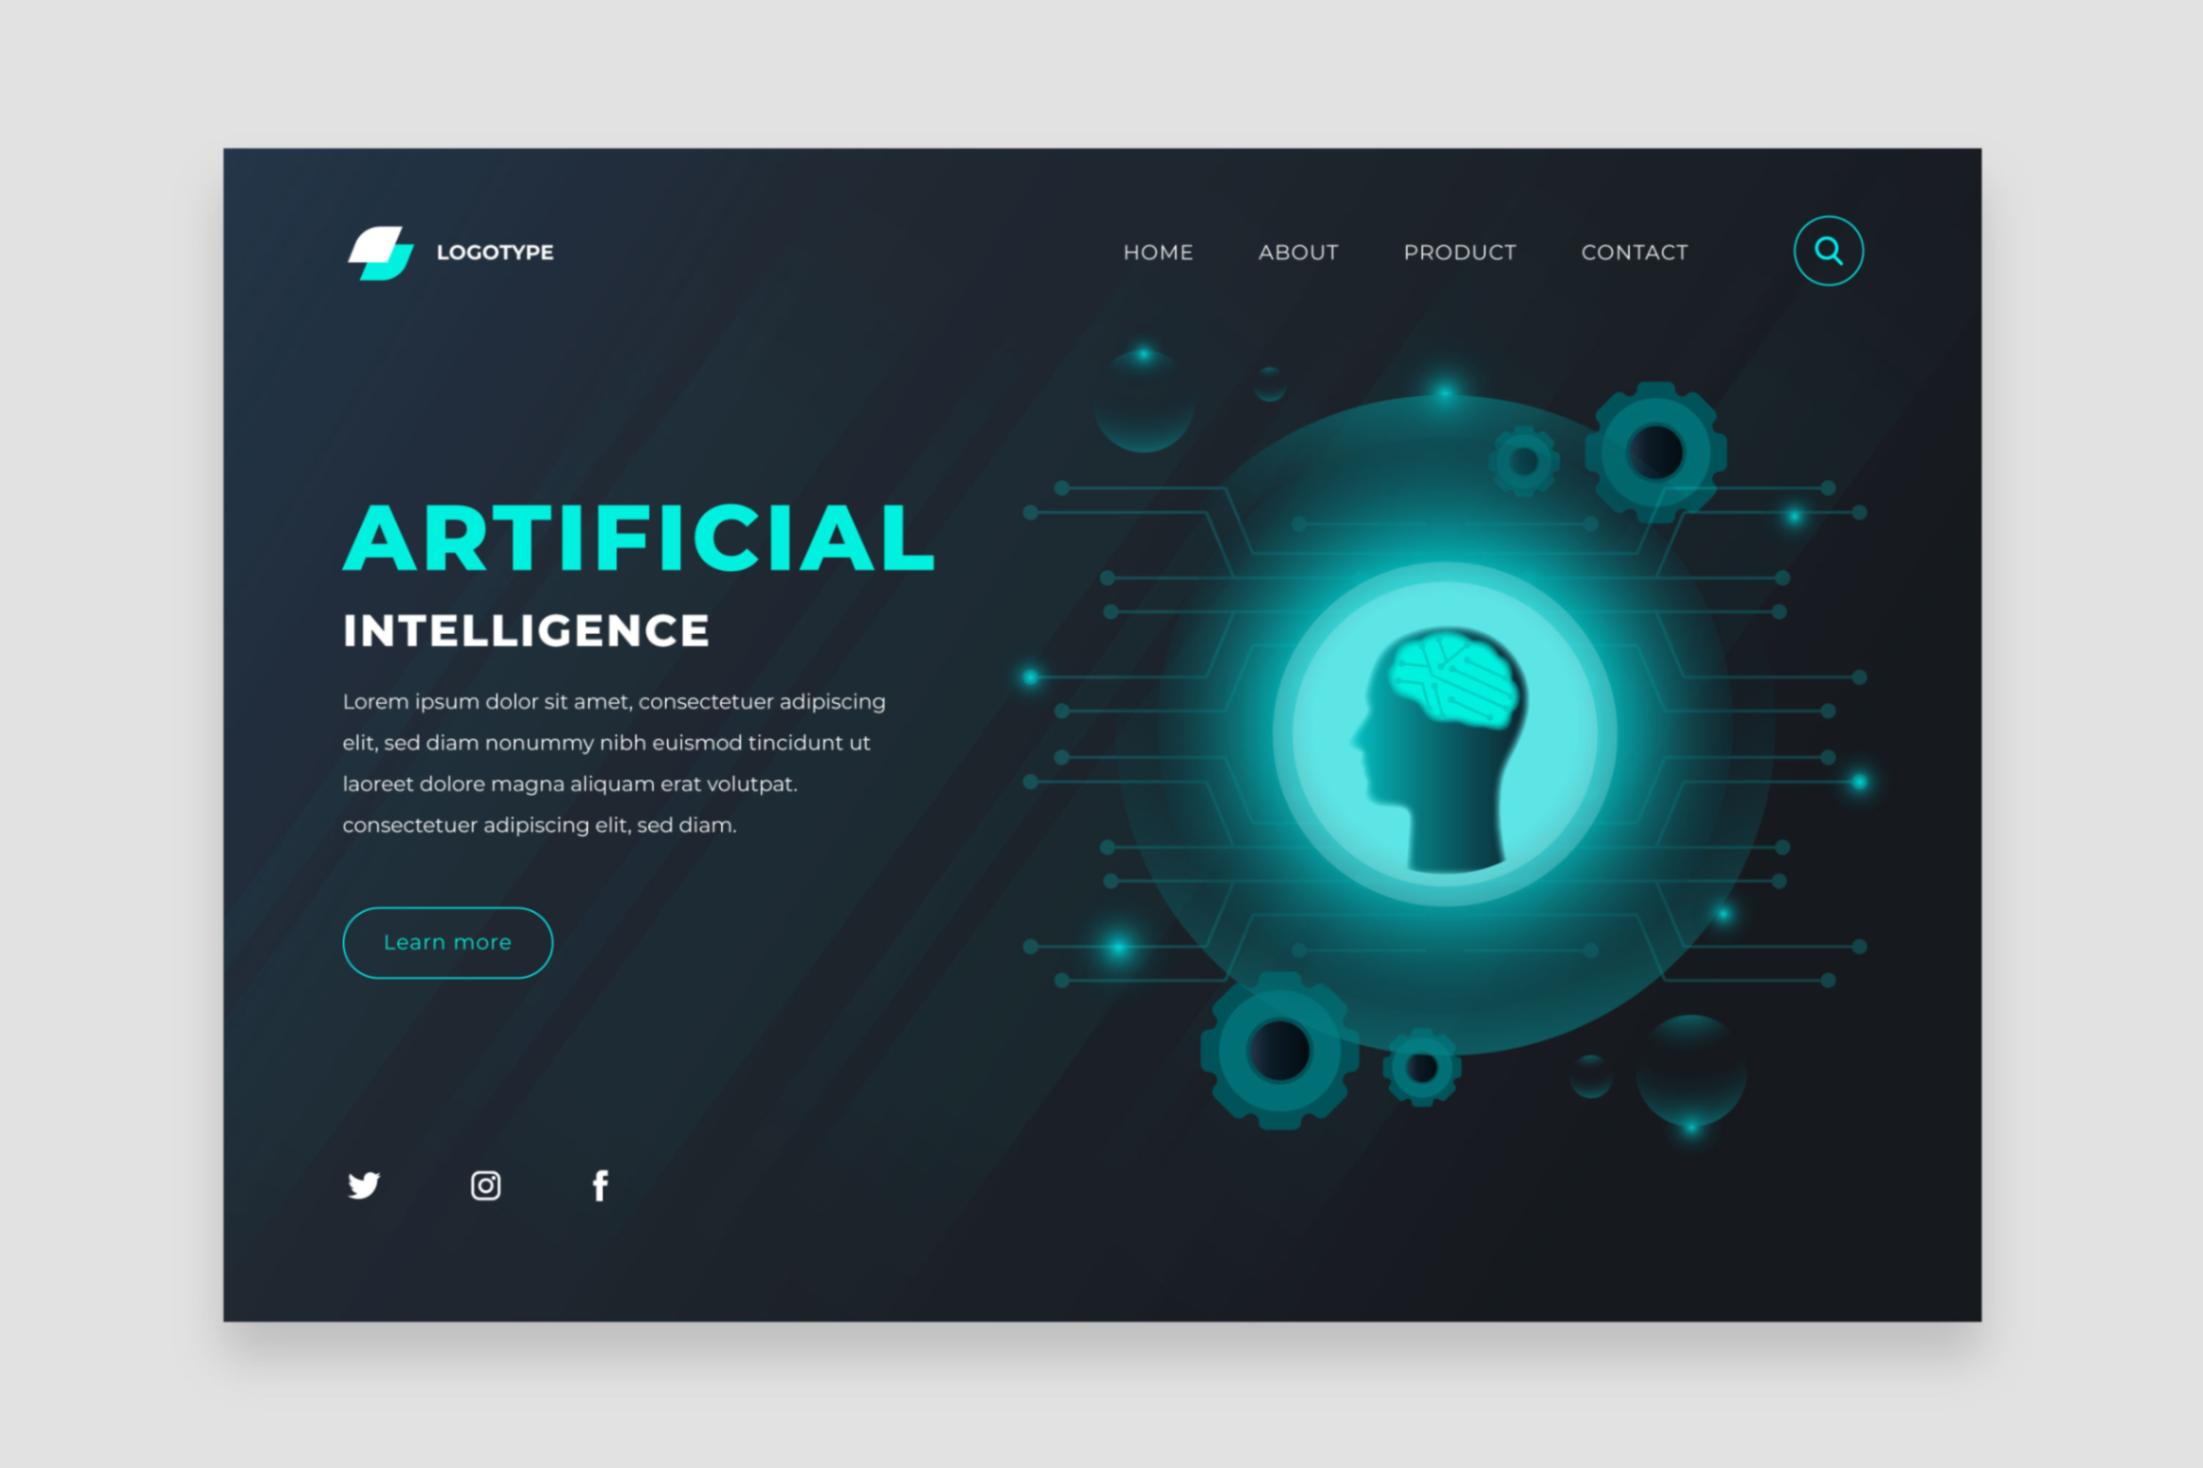 LOGOTYPE
HOME ABOUT PRODUCT CONTACT
ARTIFICIAL
INTELLIGENCE
Lorem ipsum dolor sit amet, consectetuer adipiscing
elit, sed diam nonummy nibh euismod tincidunt ut
laoreet dolore magna aliquam erat volutpat.
consectetuer adipiscing elit, sed diam.
Learn more